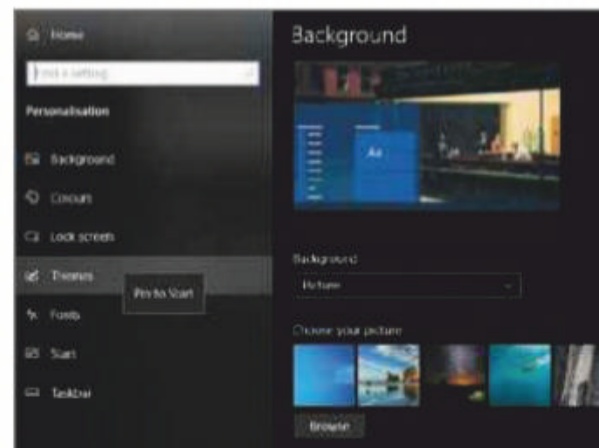 Home
Find a setting
Personalisation
Background
Colours
Lock screen
Themes
Pin to Start
Fonts
Start
Taskbar
Background
Aa
Background
Picture
Choose your picture
Browse